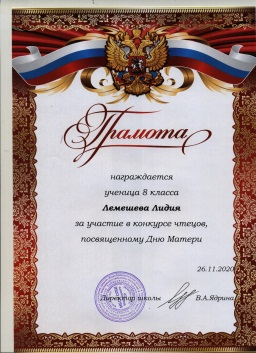 Грамота
награждается
ученица 8 класса
Лемешева Лидия
за участие в конкурсе чтецов,
посвященному Дню Матери
26.11.2020
Директор школы В.А.Ядрина